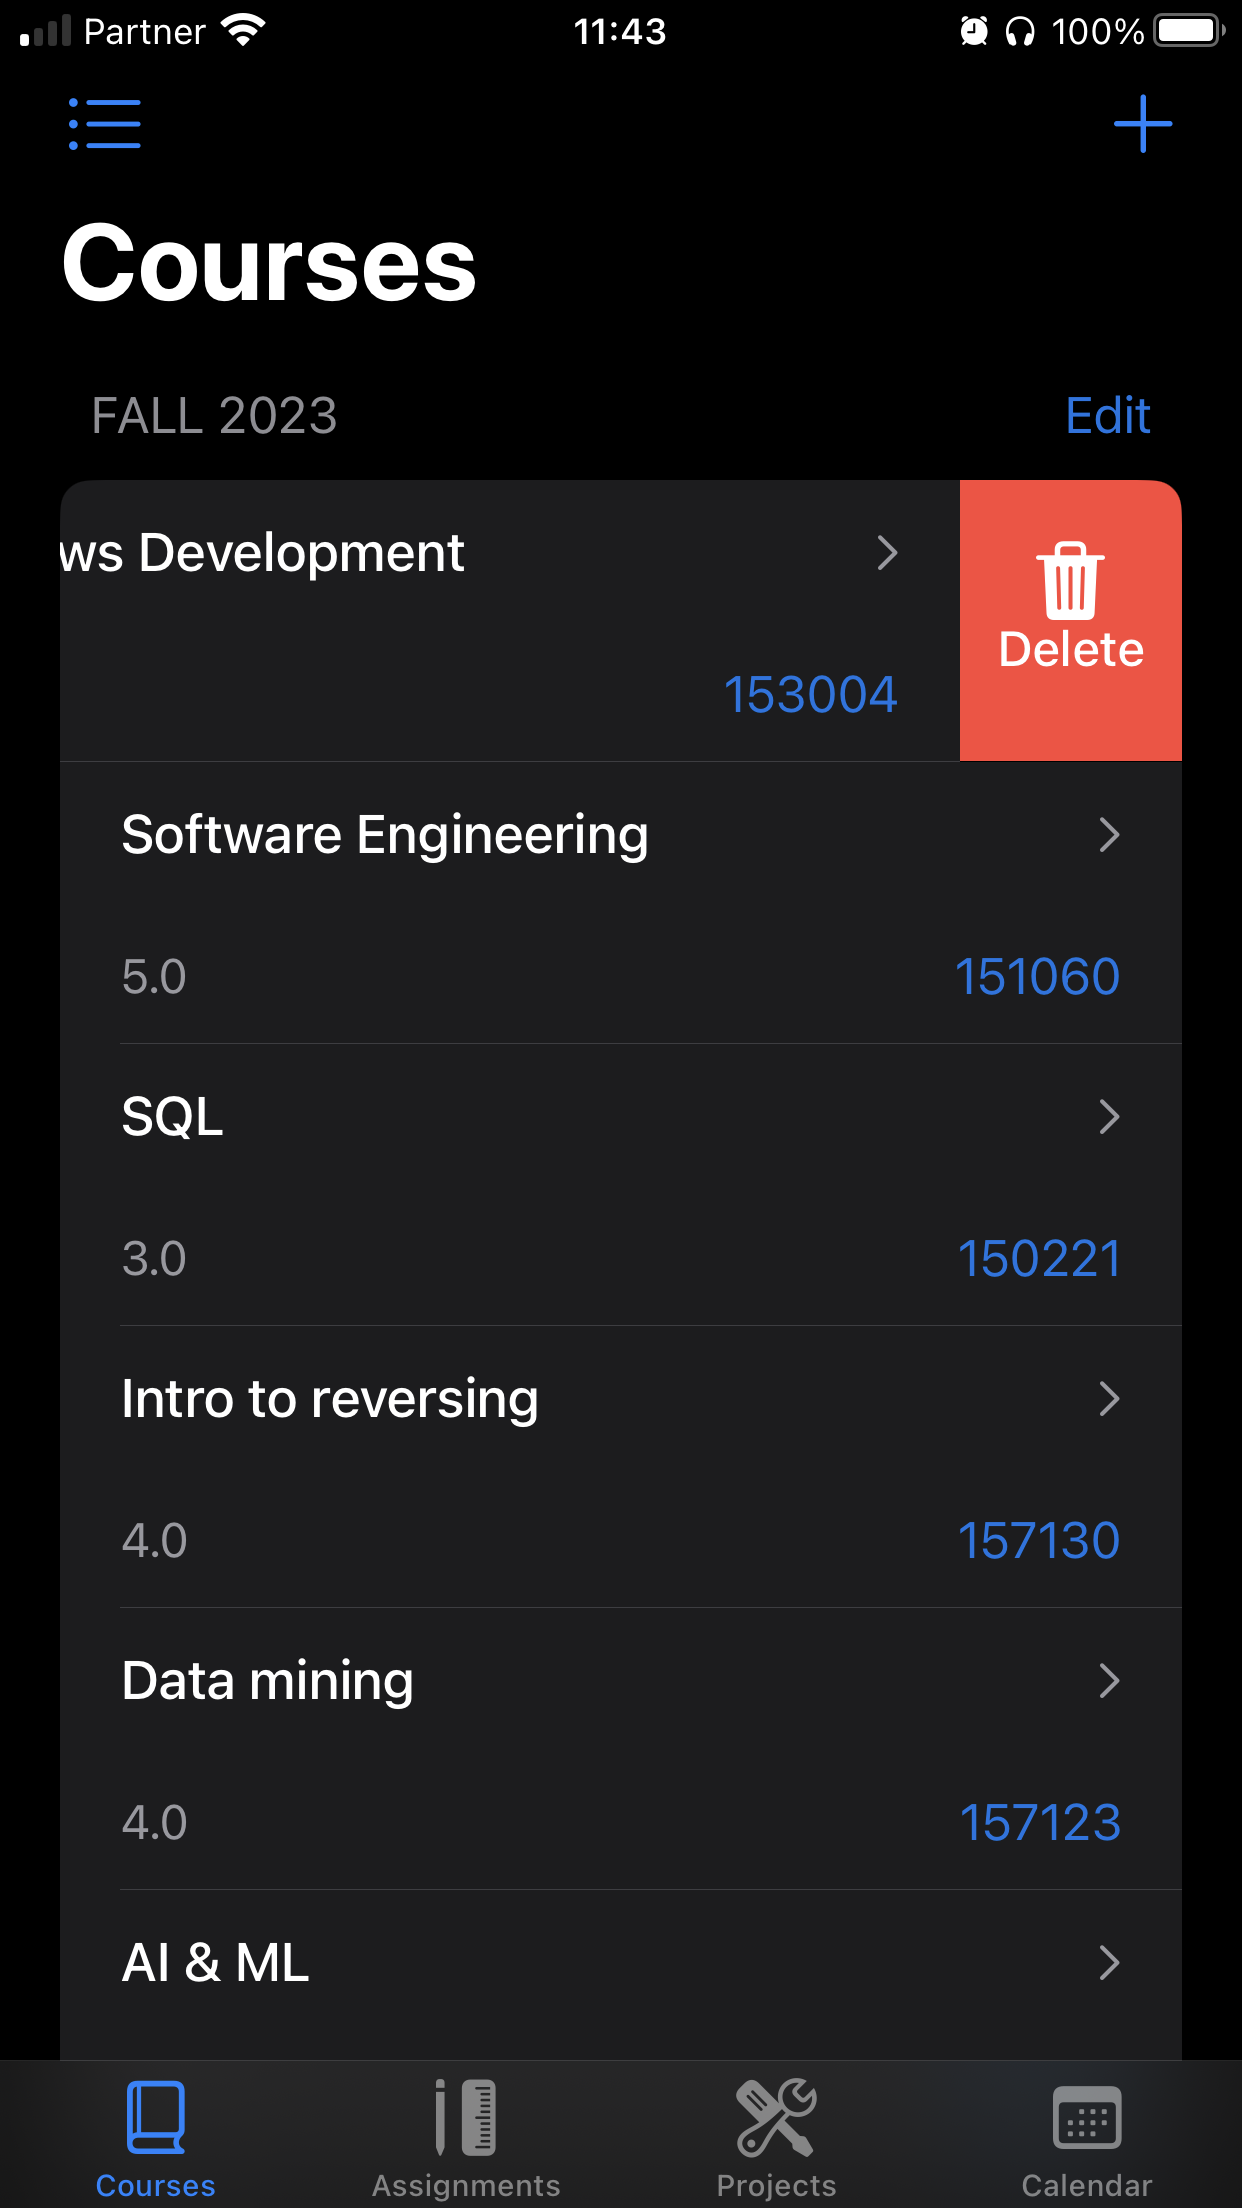 Partner 11:43 100%
Courses
FALL 2023 Edit
ws Development
Delete
153004
Software Engineering
5.0 151060
SQL
3.0 150221
Intro to reversing
4.0 157130
Data mining
4.0 157123
AI & ML
Courses Assignments Projects Calendar